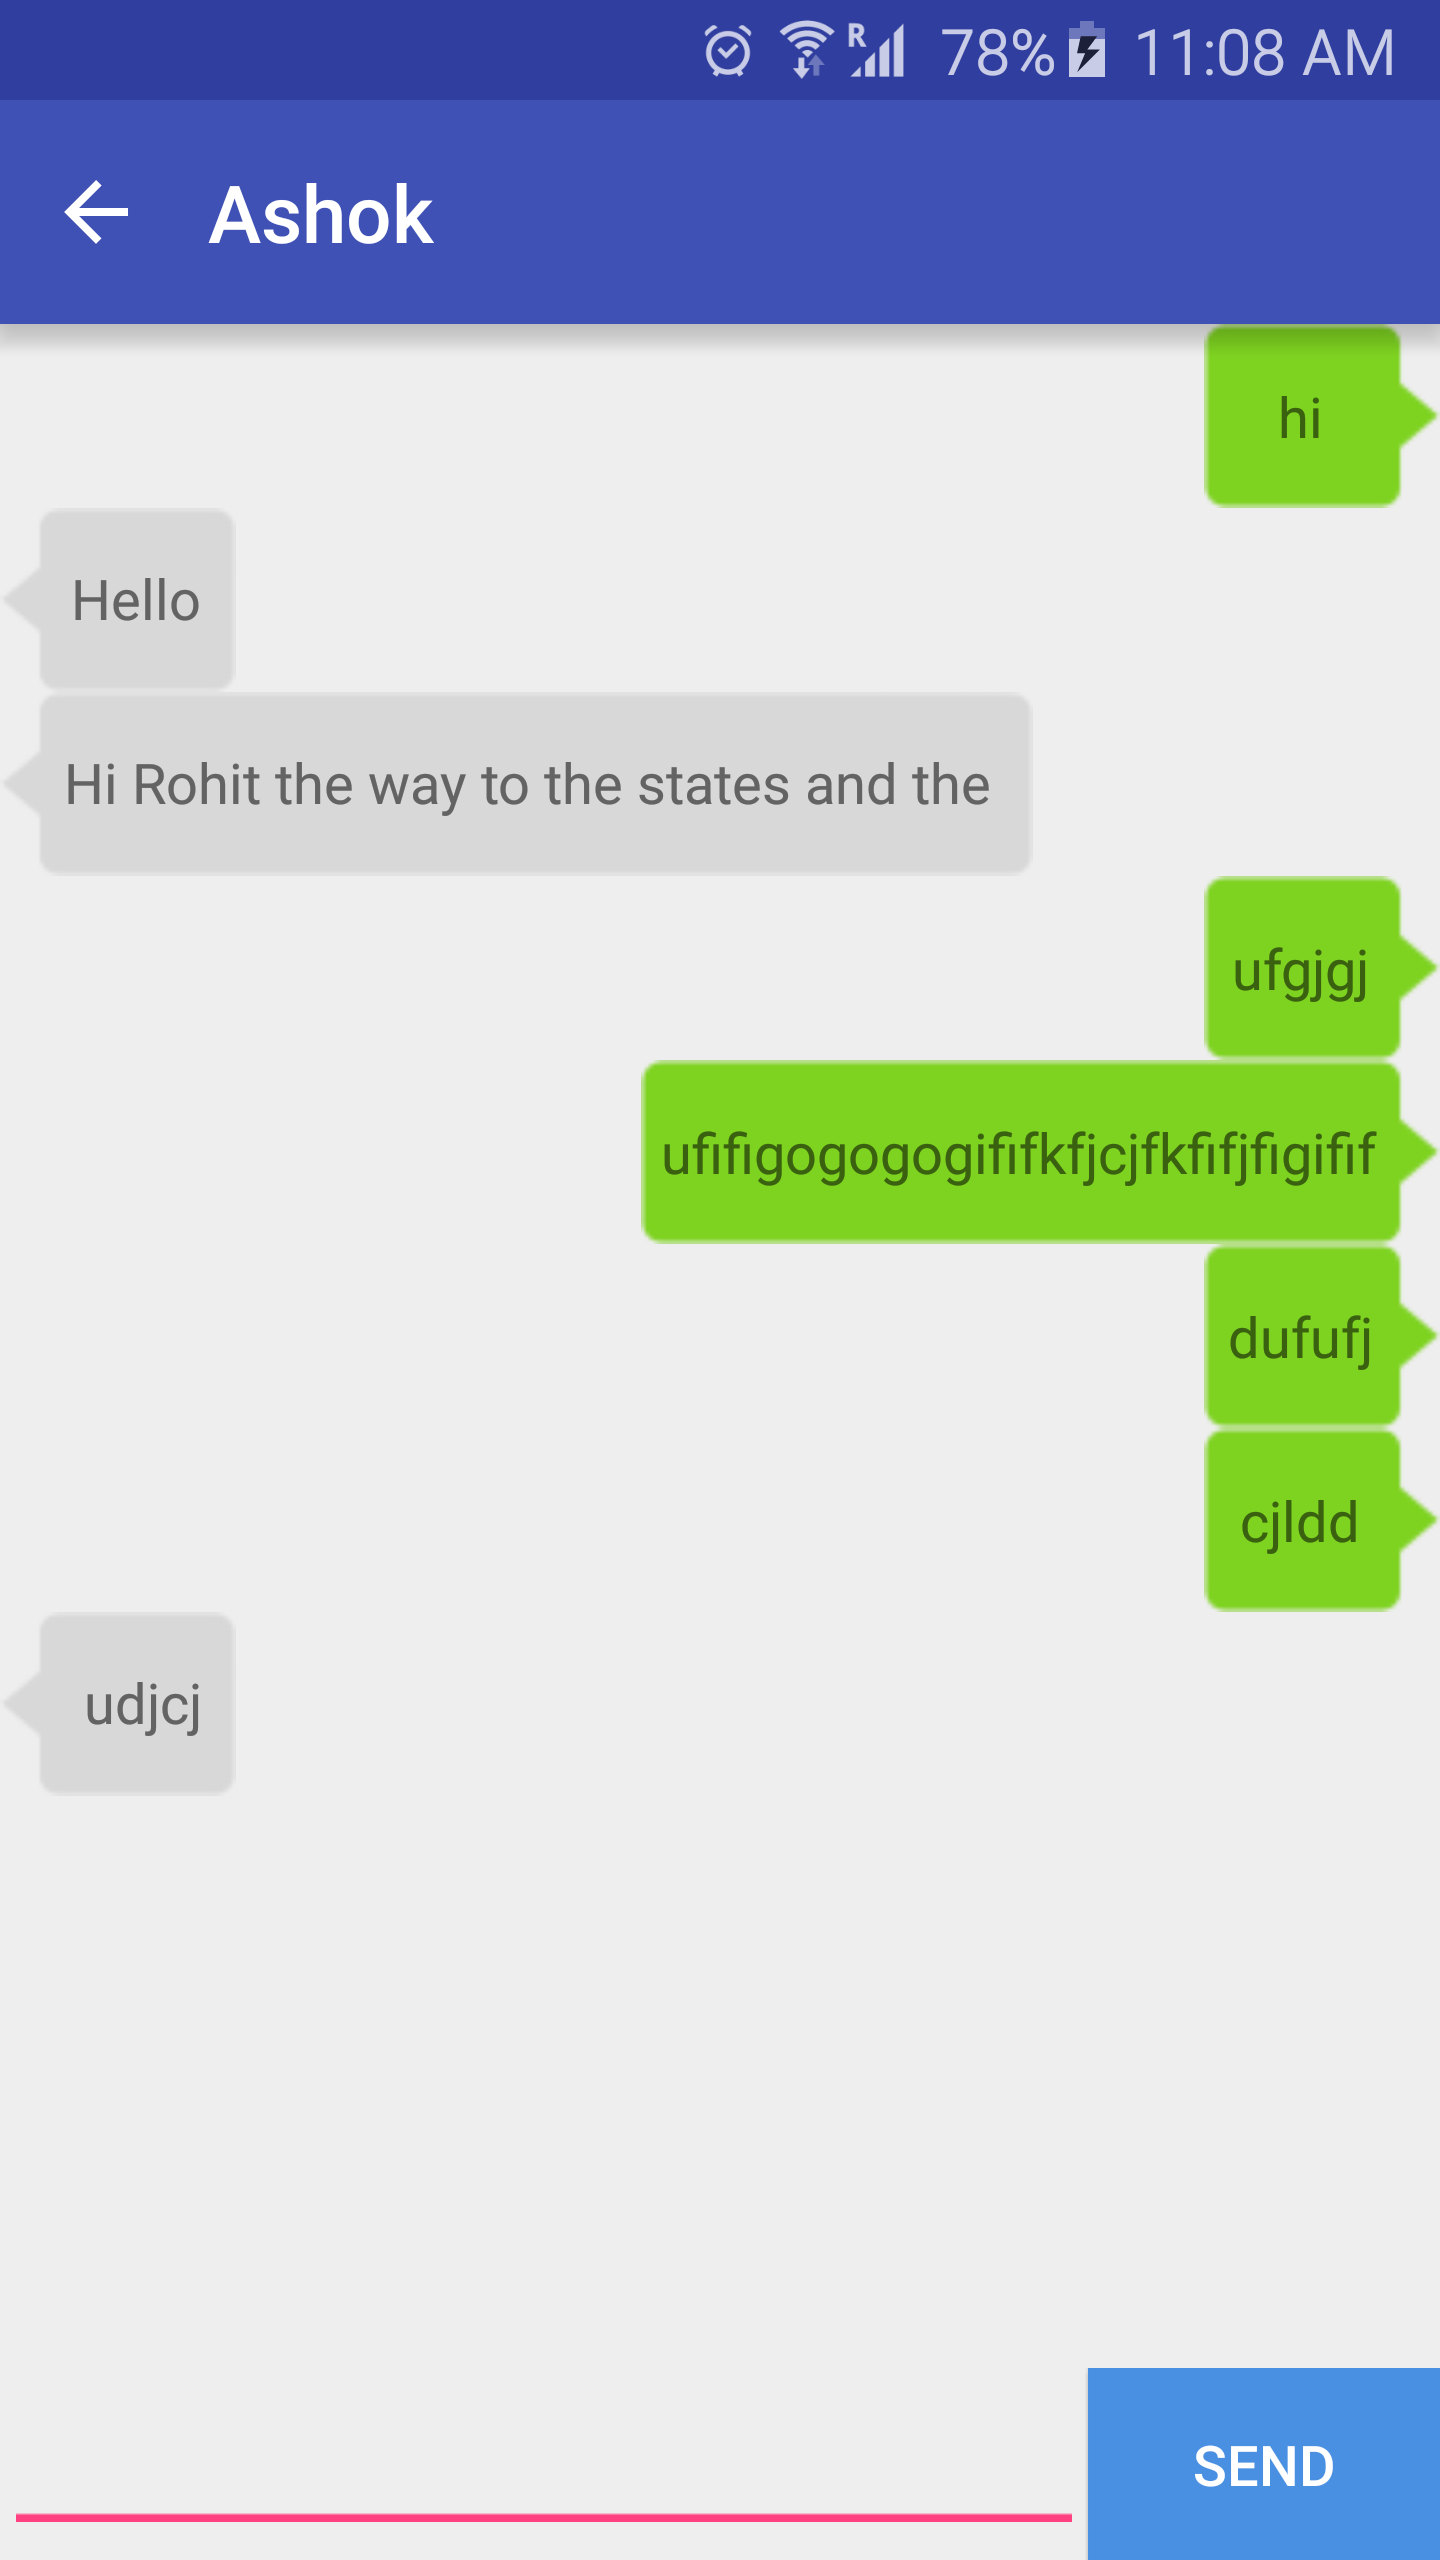 R 78% 11:08 AM
Ashok
hi
Hello
Hi Rohit the way to the states and the
ufgjgj
ufifigogogogififkfjcjfkfifjfigifif
dufufj
cjldd
udjcj
SEND